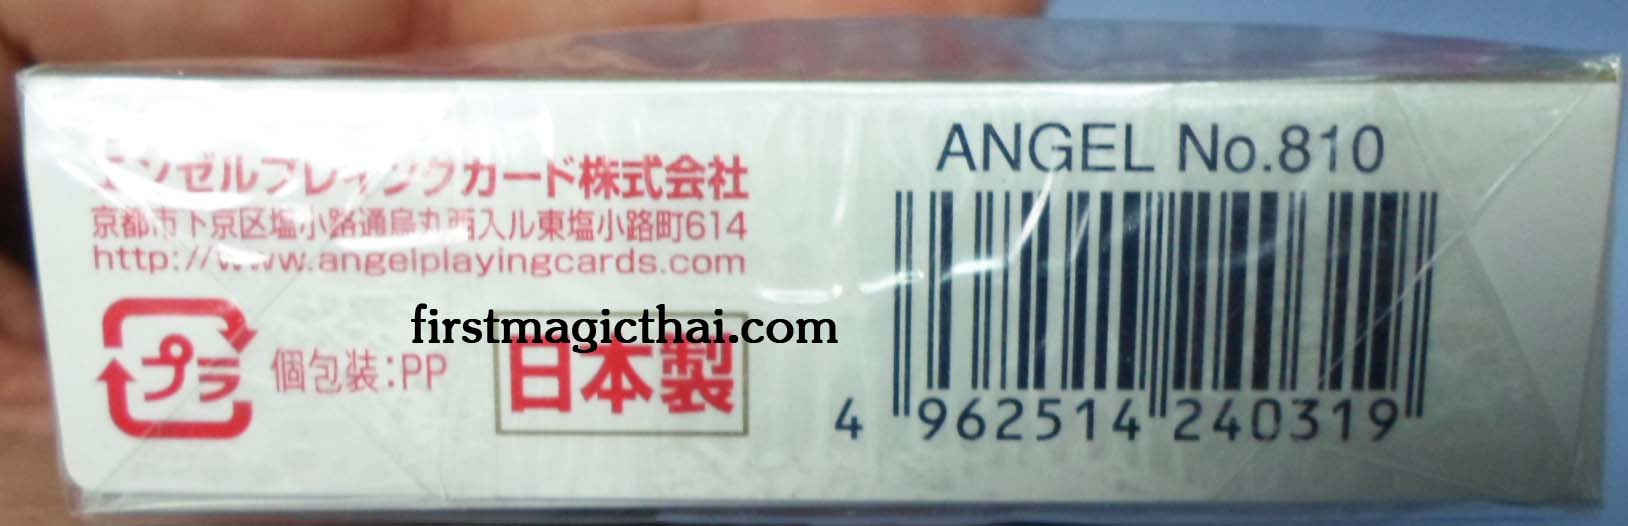 エンゼルプレイングカード株式会社
京都市下京区塩小路通烏丸西入ル東塩小路町614
http://www.angelplayingcards.com
プラ
個包装:PP
日本製
firstmagicthai.com
ANGEL No.810
4 962514 240319